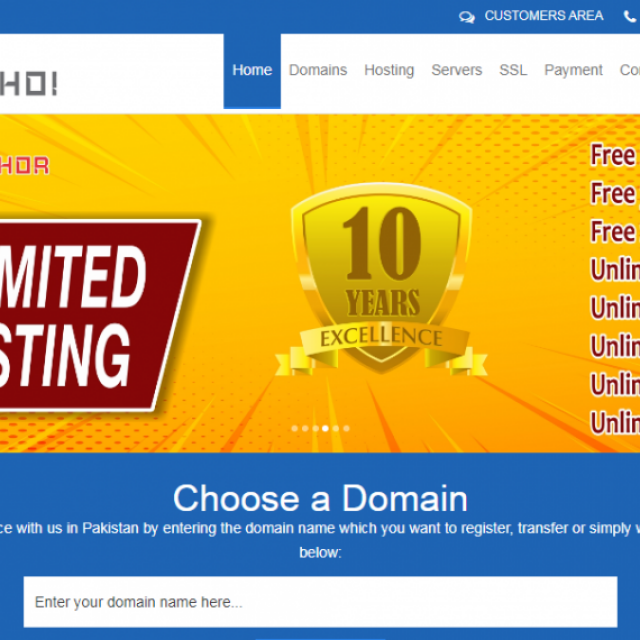 CUSTOMERS AREA
HO!
Home Domains Hosting Servers SSL Payment Co
HOR
MITED
STING
10
YEARS
EXCELLENCE
Free
Free
Free
Unlin
Unlin
Unlin
Unlin
Unlin
Choose a Domain
ce with us in Pakistan by entering the domain name which you want to register, transfer or simply v
below:
Enter your domain name here...